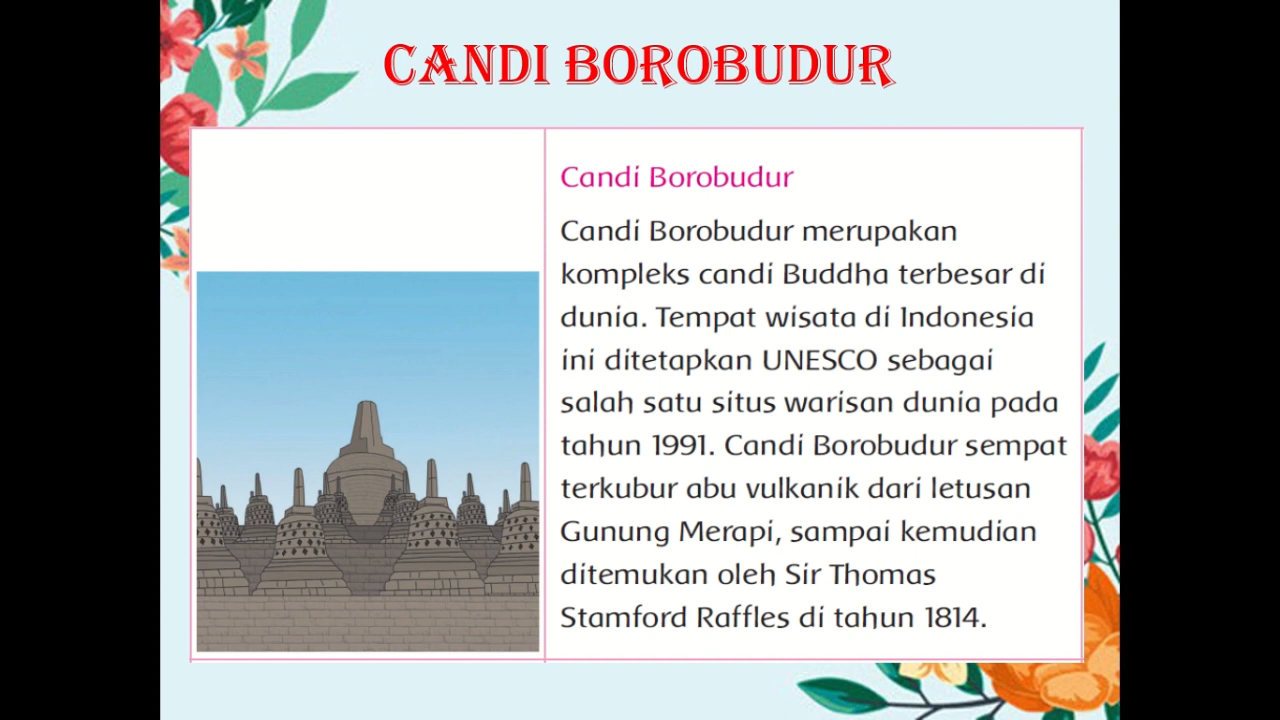 CANDI BOROBUDUR
Candi Borobudur
Candi Borobudur merupakan
kompleks candi Buddha terbesar di
dunia. Tempat wisata di Indonesia
ini ditetapkan UNESCO sebagai
salah satu situs warisan dunia pada
tahun 1991. Candi Borobudur sempat
terkubur abu vulkanik dari letusan
Gunung Merapi, sampai kemudian
ditemukan oleh Sir Thomas
Stamford Raffles di tahun 1814.